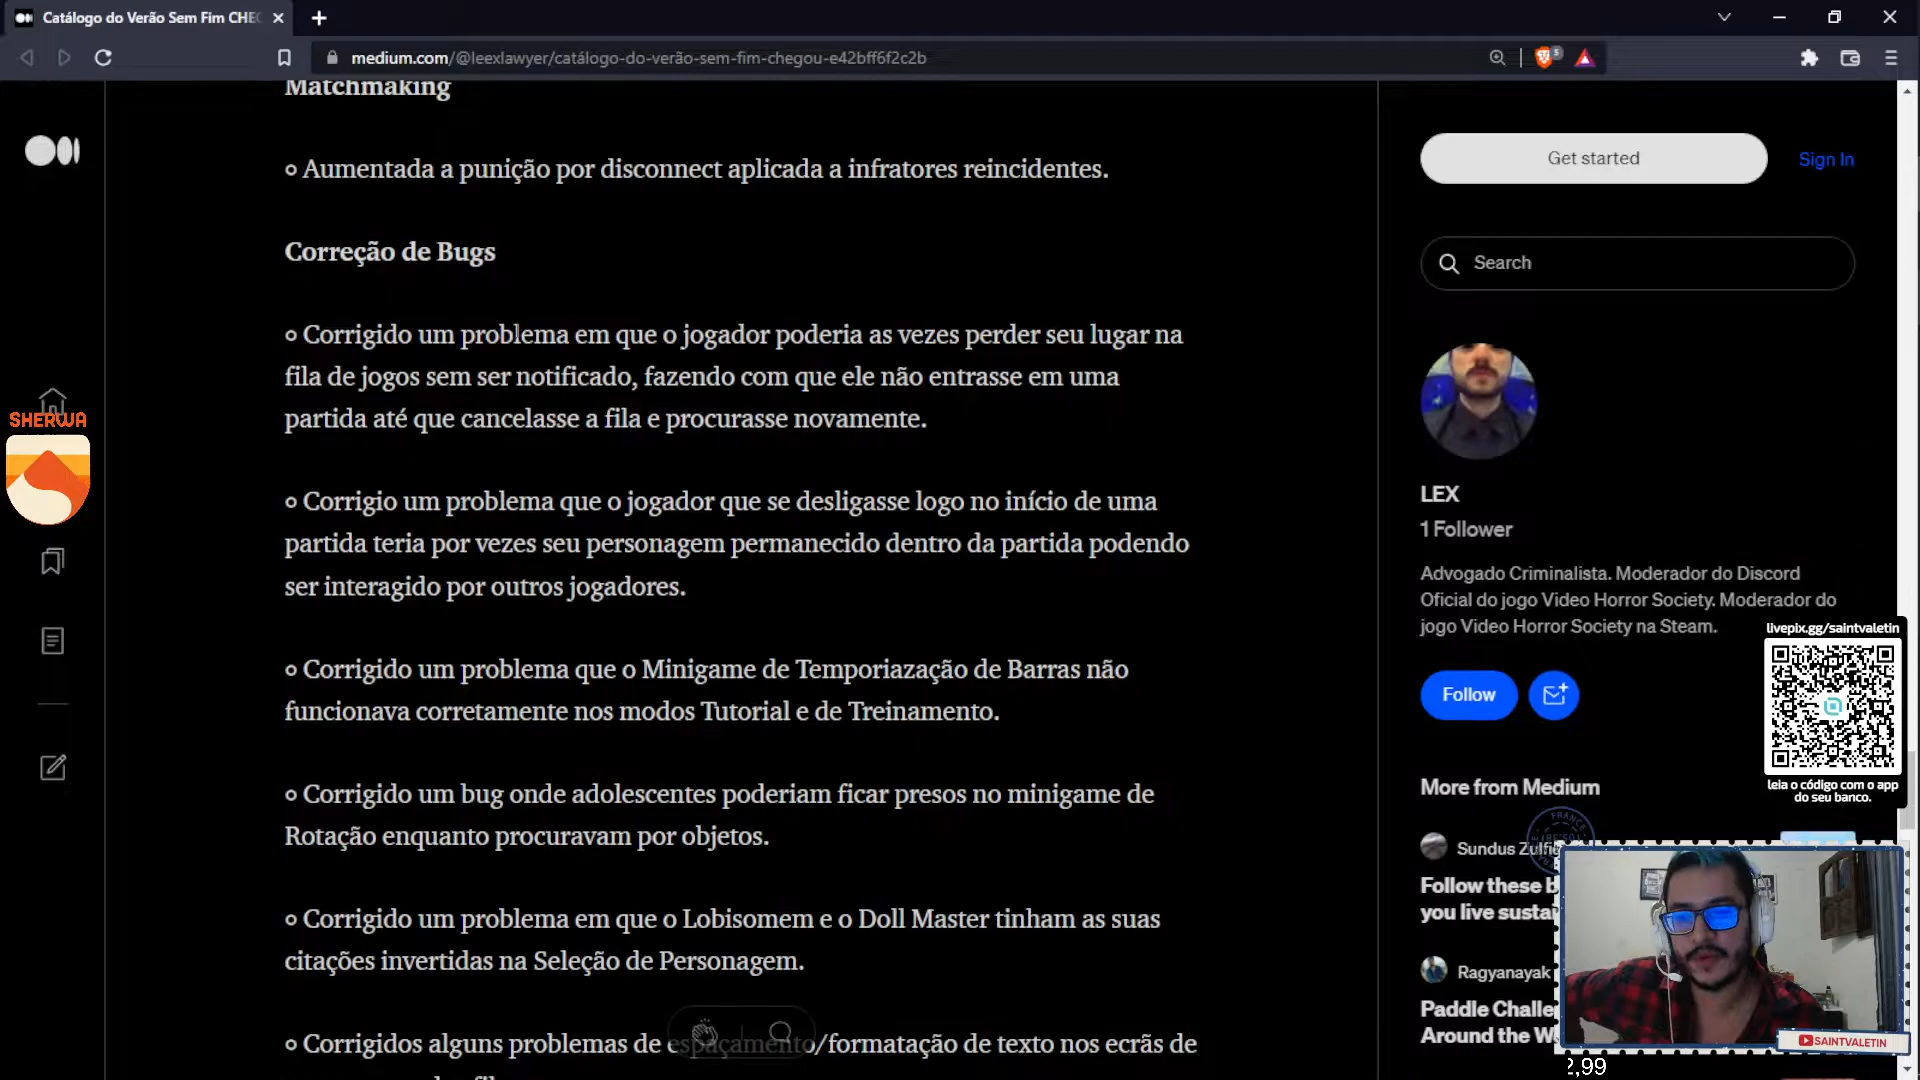 Catálogo do Verão Sem Fim CHE
medium.com/@leexlawyer/catálogo-do-verão-sem-fim-chegou-e42bff6f2c2b
5
Matchmaking
Aumentada a punição por disconnect aplicada a infratores reincidentes.
Correção de Bugs
Corrigido um problema em que o jogador poderia as vezes perder seu lugar na
fila de jogos sem ser notificado, fazendo com que ele não entrasse em uma
partida até que cancelasse a fila e procurasse novamente.
Corrigio um problema que o jogador que se desligasse logo no início de uma
partida teria por vezes seu personagem permanecido dentro da partida podendo
ser interagido por outros jogadores.
Corrigido um problema que o Minigame de Temporiazação de Barras não
funcionava corretamente nos modos Tutorial e de Treinamento.
Corrigido um bug onde adolescentes poderiam ficar presos no minigame de
Rotação enquanto procuravam por objetos.
Corrigido um problema em que o Lobisomem e o Doll Master tinham as suas
citações invertidas na Seleção de Personagem.
Corrigidos alguns problemas de espaçamento/formatação de texto nos ecrãs de
SHERWA
Get started
Sign In
Search
LEX
1 Follower
Advogado Criminalista. Moderador do Discord
Oficial do jogo Video Horror Society. Moderador do
jogo Video Horror Society na Steam.
Follow
livepix.gg/saintvaletin
leia o código com o app
do seu banco.
More from Medium
FRANCE
Sundus
Follow these
you live
Ragyanayak
Paddle
Around the
SAINTVALETIN
2,99